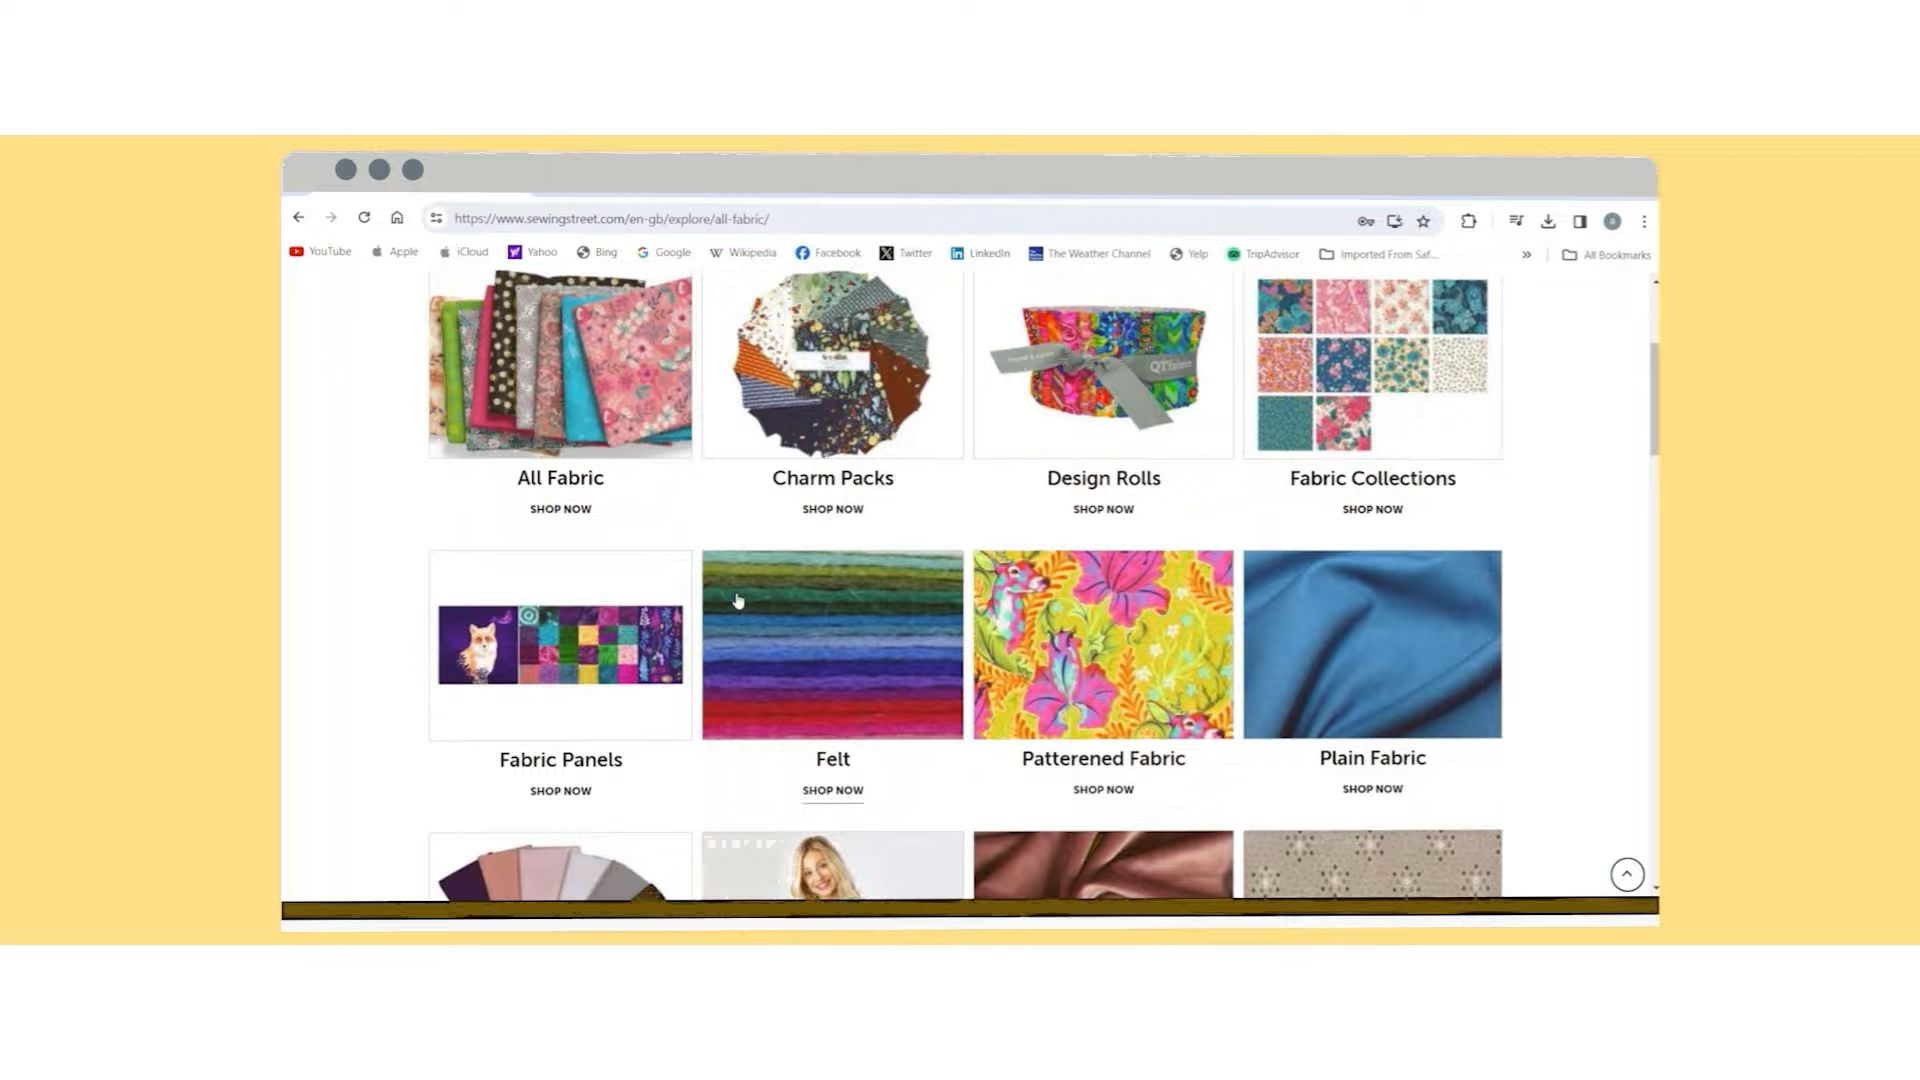 https://www.sewingstreet.com/en-gb/explore/all-fabric/
YouTube Apple iCloud Yahoo Bing Google Wikipedia Facebook Twitter LinkedIn The Weather Channel Yelp TripAdvisor Imported From Saf... » All Bookmarks
QT
All Fabric Charm Packs Design Rolls Fabric Collections
SHOP NOW SHOP NOW SHOP NOW SHOP NOW
Fabric Panels Felt Patterened Fabric Plain Fabric
SHOP NOW SHOP NOW SHOP NOW SHOP NOW